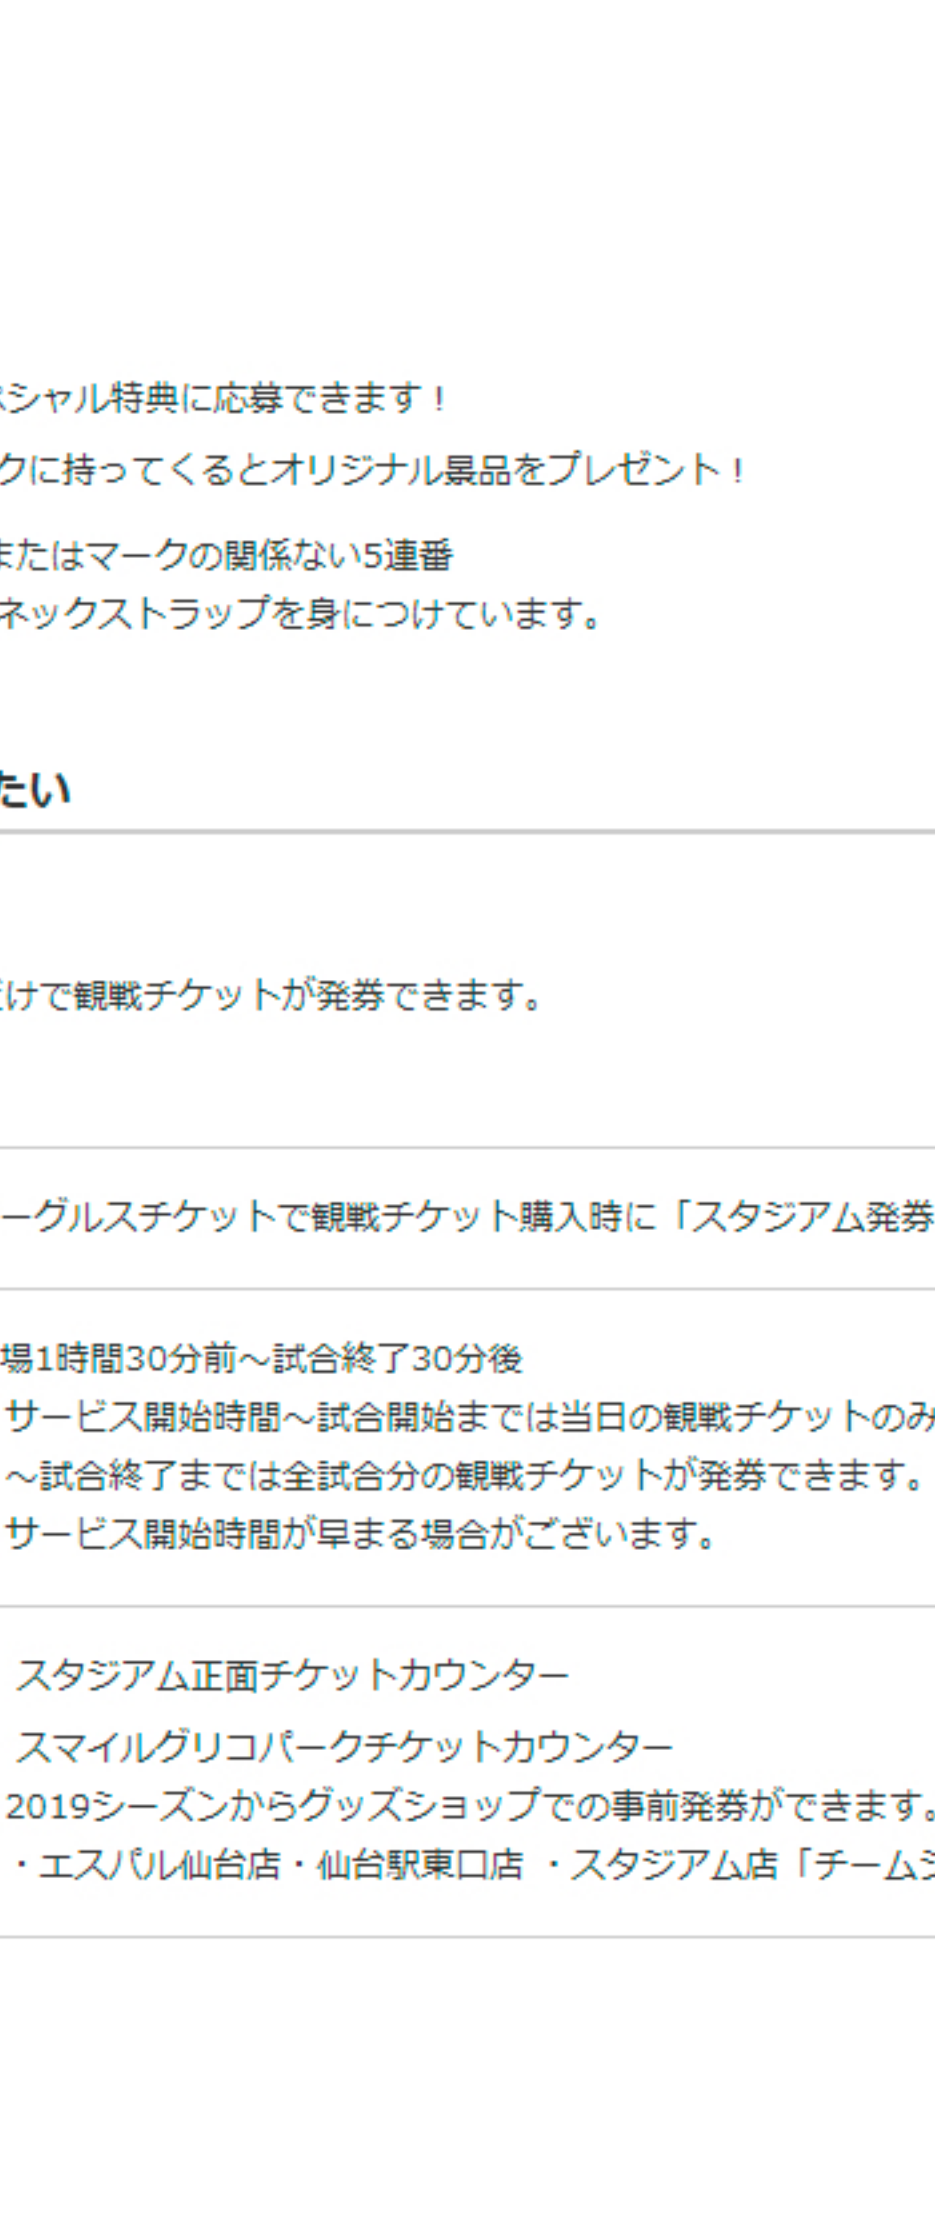 シャル特典に応募できます！
クに持ってくるとオリジナル景品をプレゼント！
またはマークの関係ない5連番
ネックストラップを身につけています。
たい
けで観戦チケットが発券できます。
ーグルスチケットで観戦チケット購入時に「スタジアム発券
場1時間30分前～試合終了30分後
サービス開始時間～試合開始までは当日の観戦チケットのみ
～試合終了までは全試合分の観戦チケットが発券できます。
サービス開始時間が早まる場合がございます。
スタジアム正面チケットカウンター
スマイルグリコパークチケットカウンター
2019シーズンからグッズショップでの事前発券ができます。
・エスパル仙台店・仙台駅東口店 ・スタジアム店「チームシ